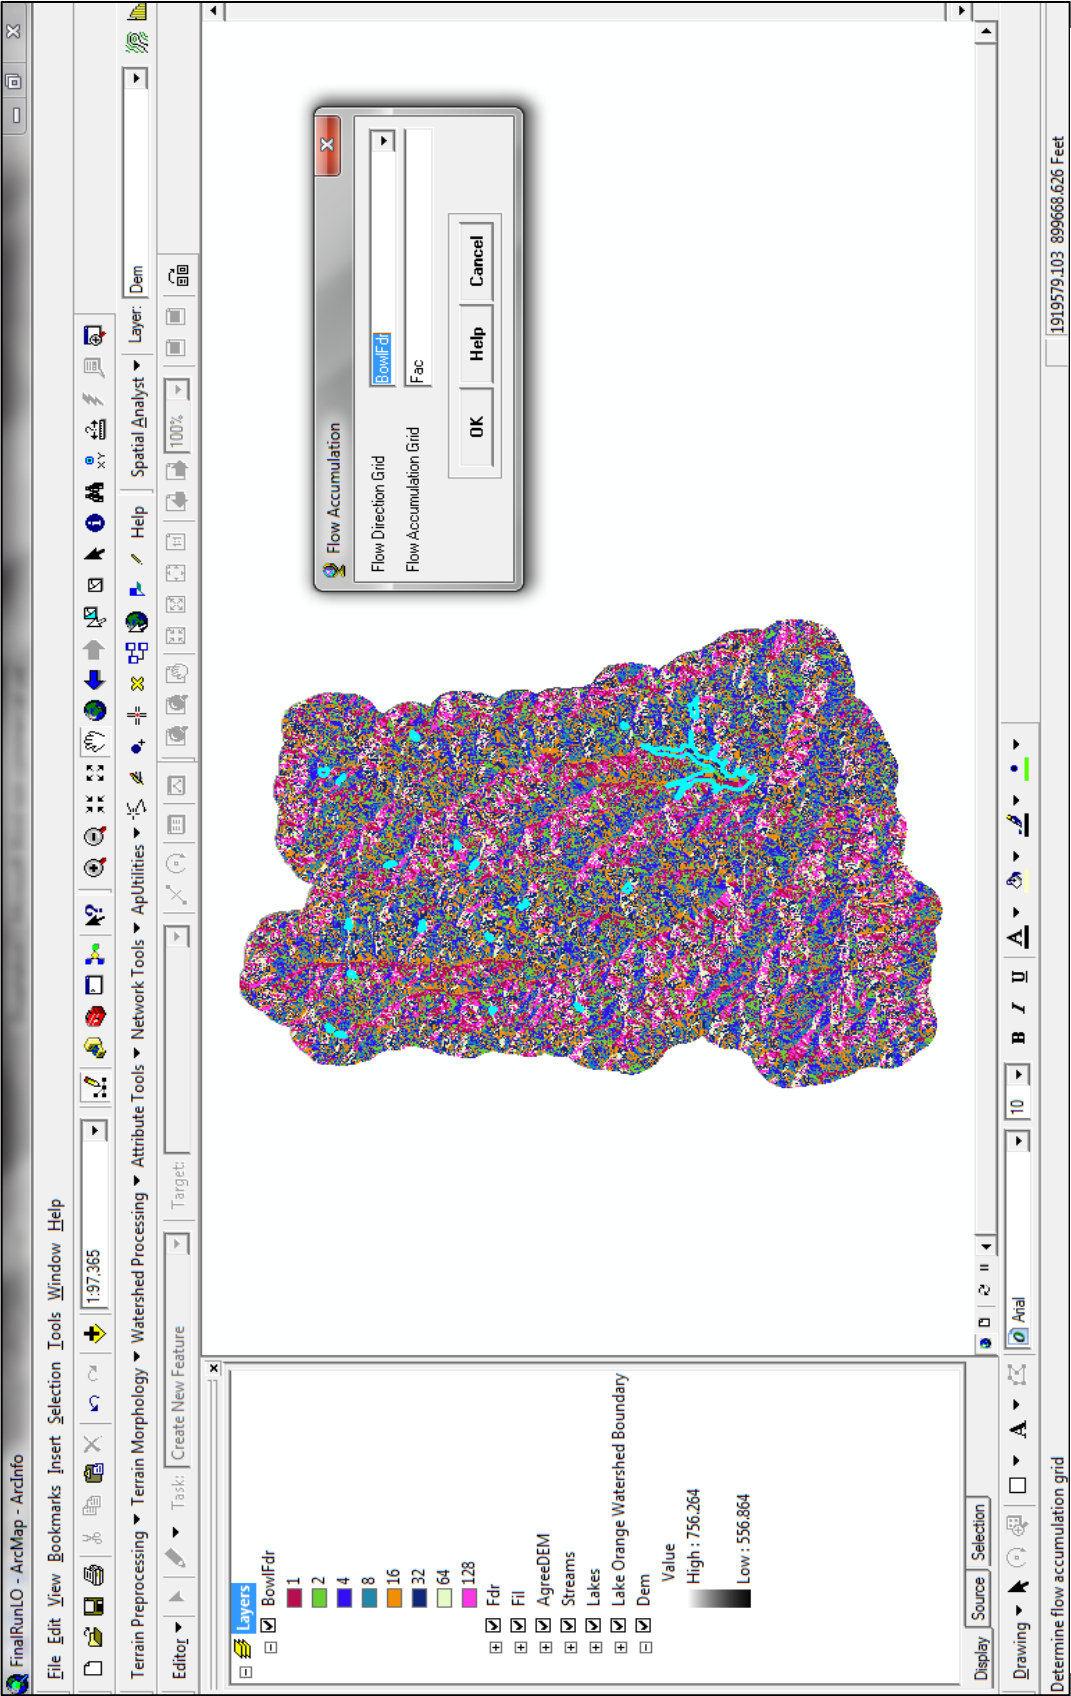 FinalRunLO - ArcMap - ArcInfo
File Edit View Bookmarks Insert Selection Tools Window Help
1:97,365
Terrain Preprocessing Terrain Morphology Watershed Processing Attribute Tools Network Tools ApUtilities Help Spatial Analyst Layer: Dem
Editor Task: Create New Feature Target: 100%
Layers
BowlFdr
1
2
4
8
16
32
64
128
Fdr
Fil
AgreeDEM
Streams
Lakes
Lake Orange Watershed Boundary
Dem
Value
High : 756.264
Low : 556.864
Display Source Selection
Flow Accumulation
Flow Direction Grid BowlFdr
Flow Accumulation Grid Fac
OK Help Cancel
Drawing A Arial 10 B I U A
Determine flow accumulation grid 1919579.103 899668.626 Feet